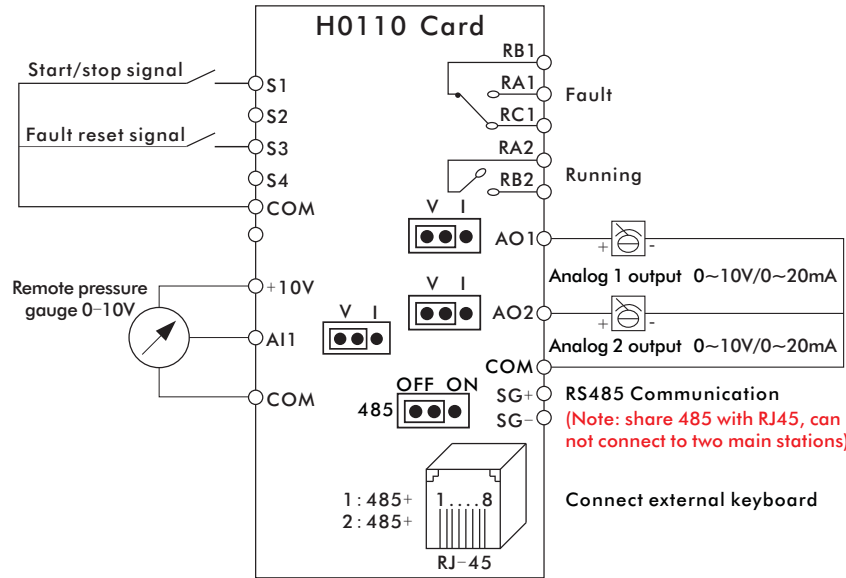 H0110 Card
Start/stop signal
S1
S2
Fault reset signal
S3
S4
COM
Remote pressure
gauge 0-10V
+10V
AI1
COM
RB1
RA1
Fault
RC1
RA2
RB2
Running
V I
AO1
+ -
Analog 1 output 0~10V/0~20mA
V I
AO2
+ -
Analog 2 output 0~10V/0~20mA
V I
COM
OFF ON
485
SG+
SG-
RS485 Communication
(Note: share 485 with RJ45, can
not connect to two main stations)
1:485+
2:485+
1....8
RJ-45
Connect external keyboard